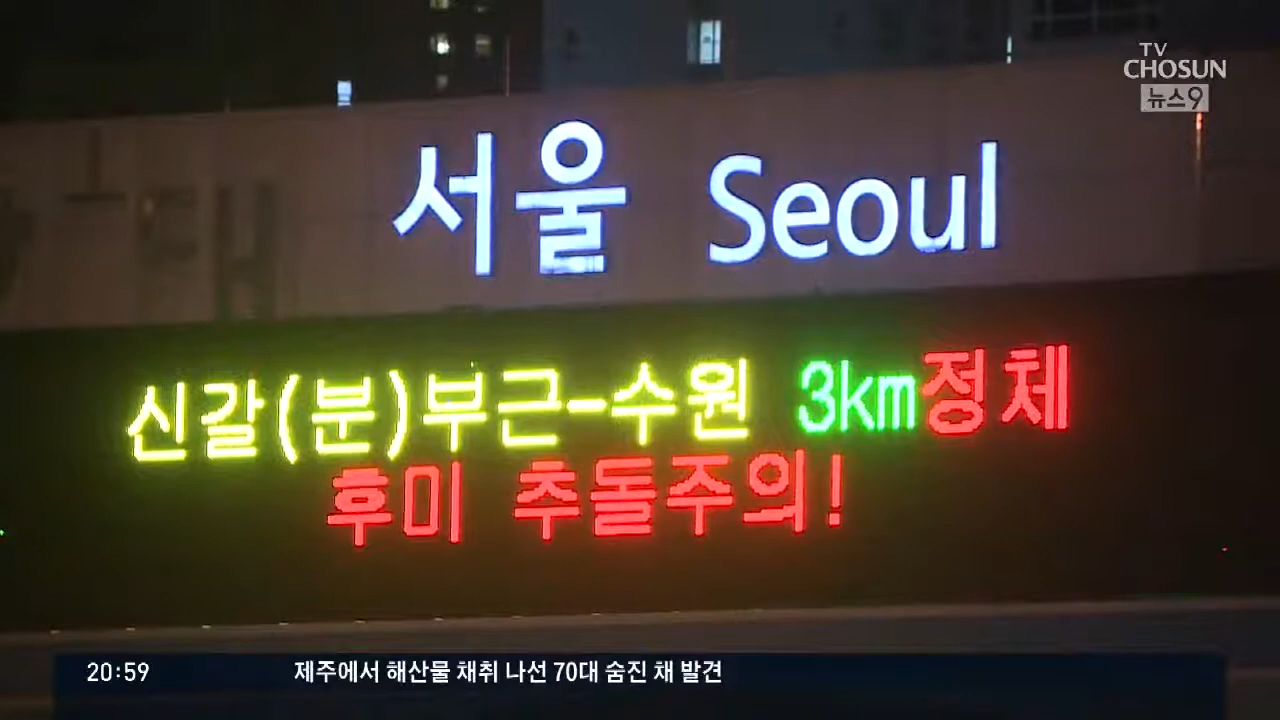 TV
CHOSUN
뉴스9
서울 Seoul
신갈(분)부근-수원 3km정체
후미 추돌주의!
20:59 제주에서 해산물 채취 나선 70대 숨진 채 발견